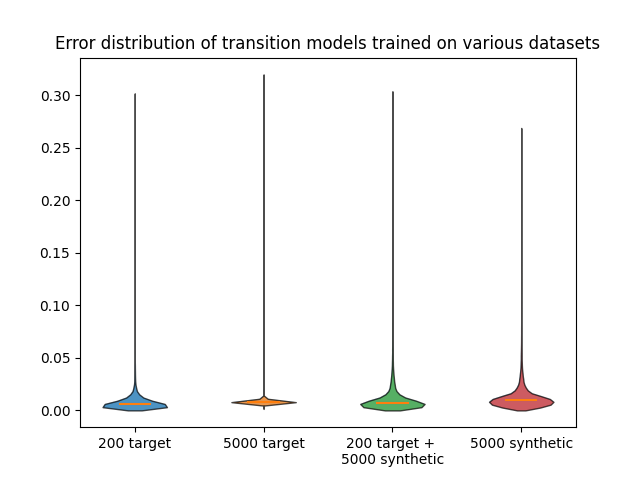 Error distribution of transition models trained on various datasets
0.30
0.25
0.20
0.15
0.10
0.05
0.00
200 target
5000 target
200 target +
5000 synthetic
5000 synthetic